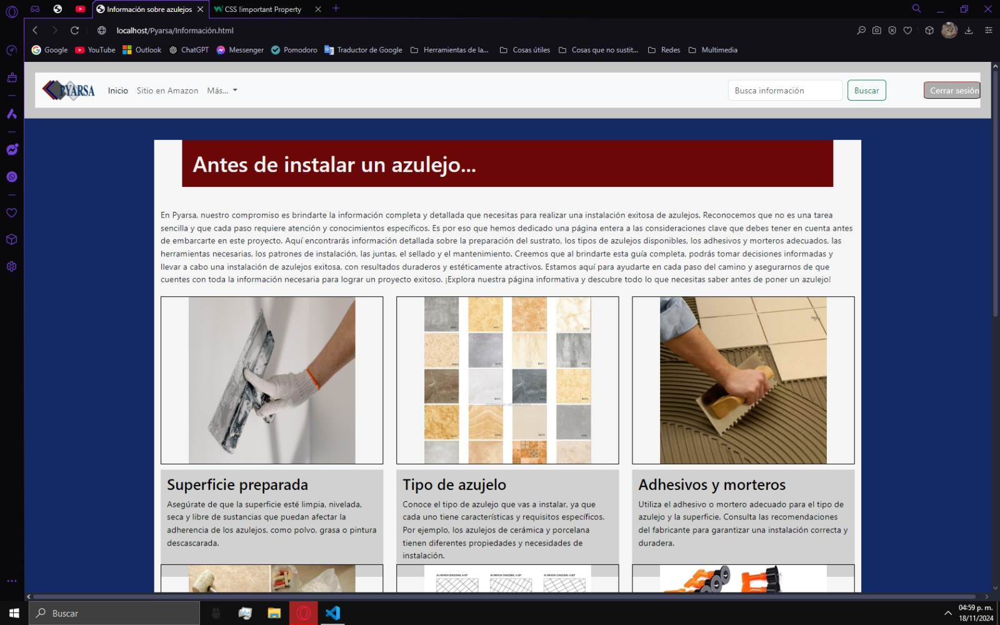 Información sobre azulejos
CSS !important Property
localhost/Pyarsa/Información.html
Google
YouTube
Outlook
ChatGPT
Messenger
Pomodoro
Traductor de Google
Herramientas de la...
Cosas útiles
Cosas que no sustit...
Redes
Multimedia
PYARSA
Inicio
Sitio en Amazon
Más...
Busca información
Buscar
Cerrar sesión
Antes de instalar un azulejo...
En Pyarsa, nuestro compromiso es brindarte la información completa y detallada que necesitas para realizar una instalación exitosa de azulejos. Reconocemos que no es una tarea
sencilla y que cada paso requiere atención y conocimientos específicos. Es por eso que hemos dedicado una página entera a las consideraciones clave que debes tener en cuenta antes
de embarcarte en este proyecto. Aquí encontrarás información detallada sobre la preparación del sustrato, los tipos de azulejos disponibles, los adhesivos y morteros adecuados, las
herramientas necesarias, los patrones de instalación, las juntas, el sellado y el mantenimiento. Creemos que al brindarte esta guía completa, podrás tomar decisiones informadas y
llevar a cabo una instalación de azulejos exitosa, con resultados duraderos y estéticamente atractivos. Estamos aquí para ayudarte en cada paso del camino y asegurarnos de que
cuentes con toda la información necesaria para lograr un proyecto exitoso. ¡Explora nuestra página informativa y descubre todo lo que necesitas saber antes de poner un azulejo!
Superficie preparada
Asegúrate de que la superficie esté limpia, nivelada,
seca y libre de sustancias que puedan afectar la
adherencia de los azulejos, como polvo, grasa o pintura
descascarada.
Tipo de azujelo
Conoce el tipo de azulejo que vas a instalar, ya que
cada uno tiene características y requisitos específicos.
Por ejemplo, los azulejos de cerámica y porcelana
tienen diferentes propiedades y necesidades de
instalación.
Adhesivos y morteros
Utiliza el adhesivo o mortero adecuado para el tipo de
azulejo y la superficie. Consulta las recomendaciones
del fabricante para garantizar una instalación correcta y
duradera.
Buscar
04:59 p. m.
18/11/2024